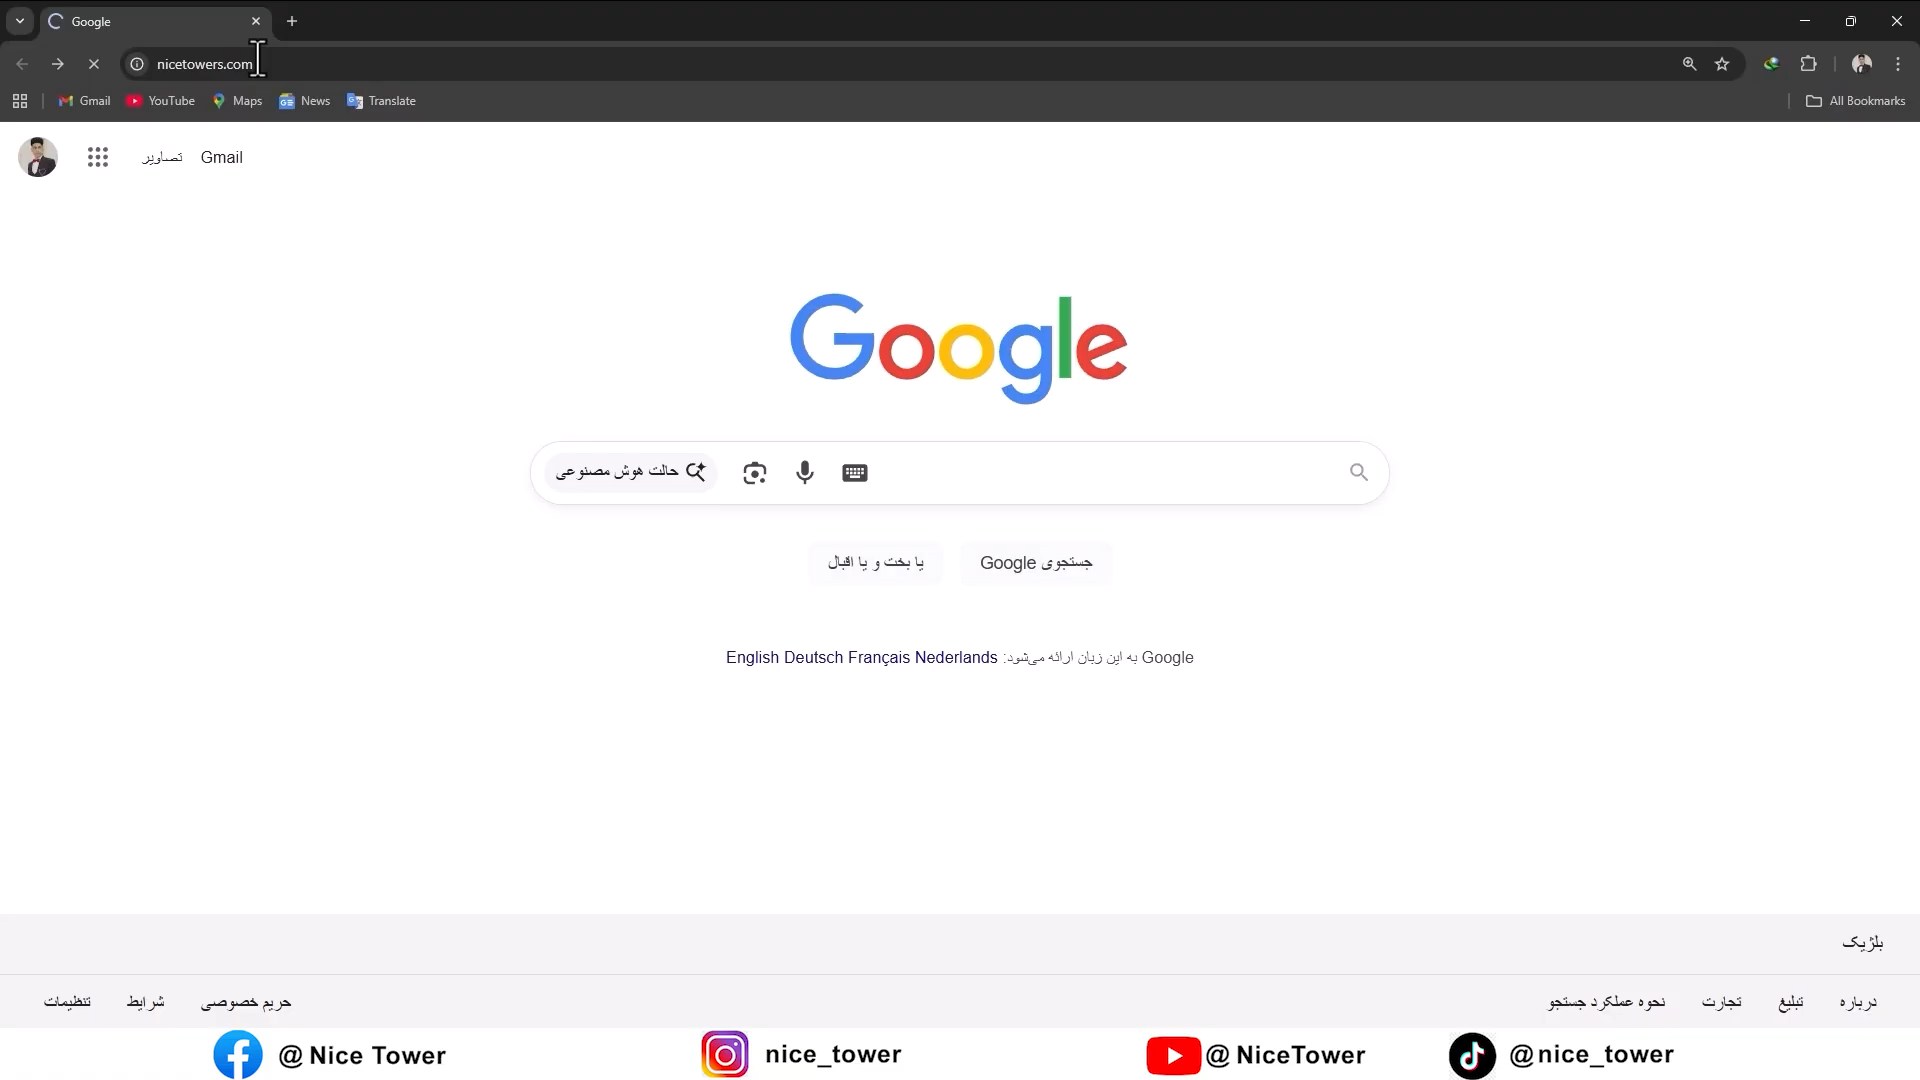 Google
nicetowers.com
Gmail YouTube Maps News Translate All Bookmarks
تصاویر Gmail
Google
حالت هوش مصنوعی
جستجوی Google یا بخت و یا اقبال
Google به این زبان ارائه می‌شود: English Deutsch Français Nederlands
بلژیک
درباره تبلیغ تجارت نحوه عملکرد جستجو حریم خصوصی شرایط تنظیمات
@ Nice Tower nice_tower @ NiceTower @nice_tower